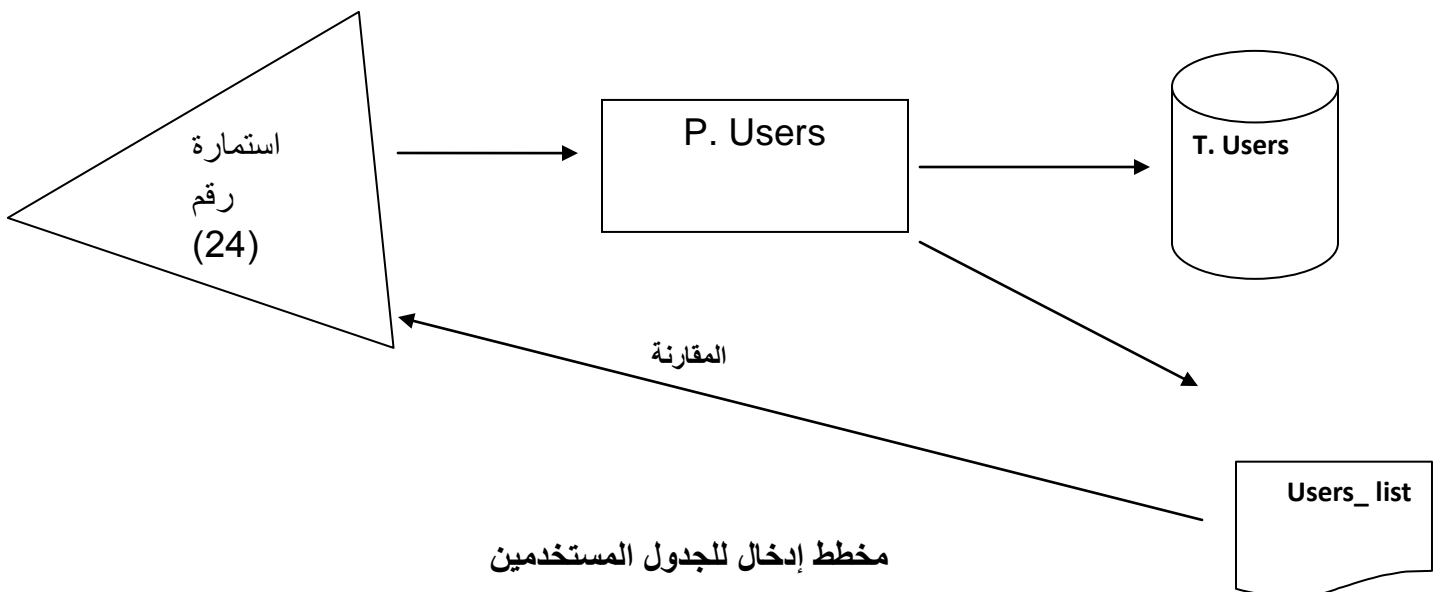 استمارة
رقم
(24)
P. Users
T. Users
المقارنة
Users_ list
مخطط إدخال للجدول المستخدمين